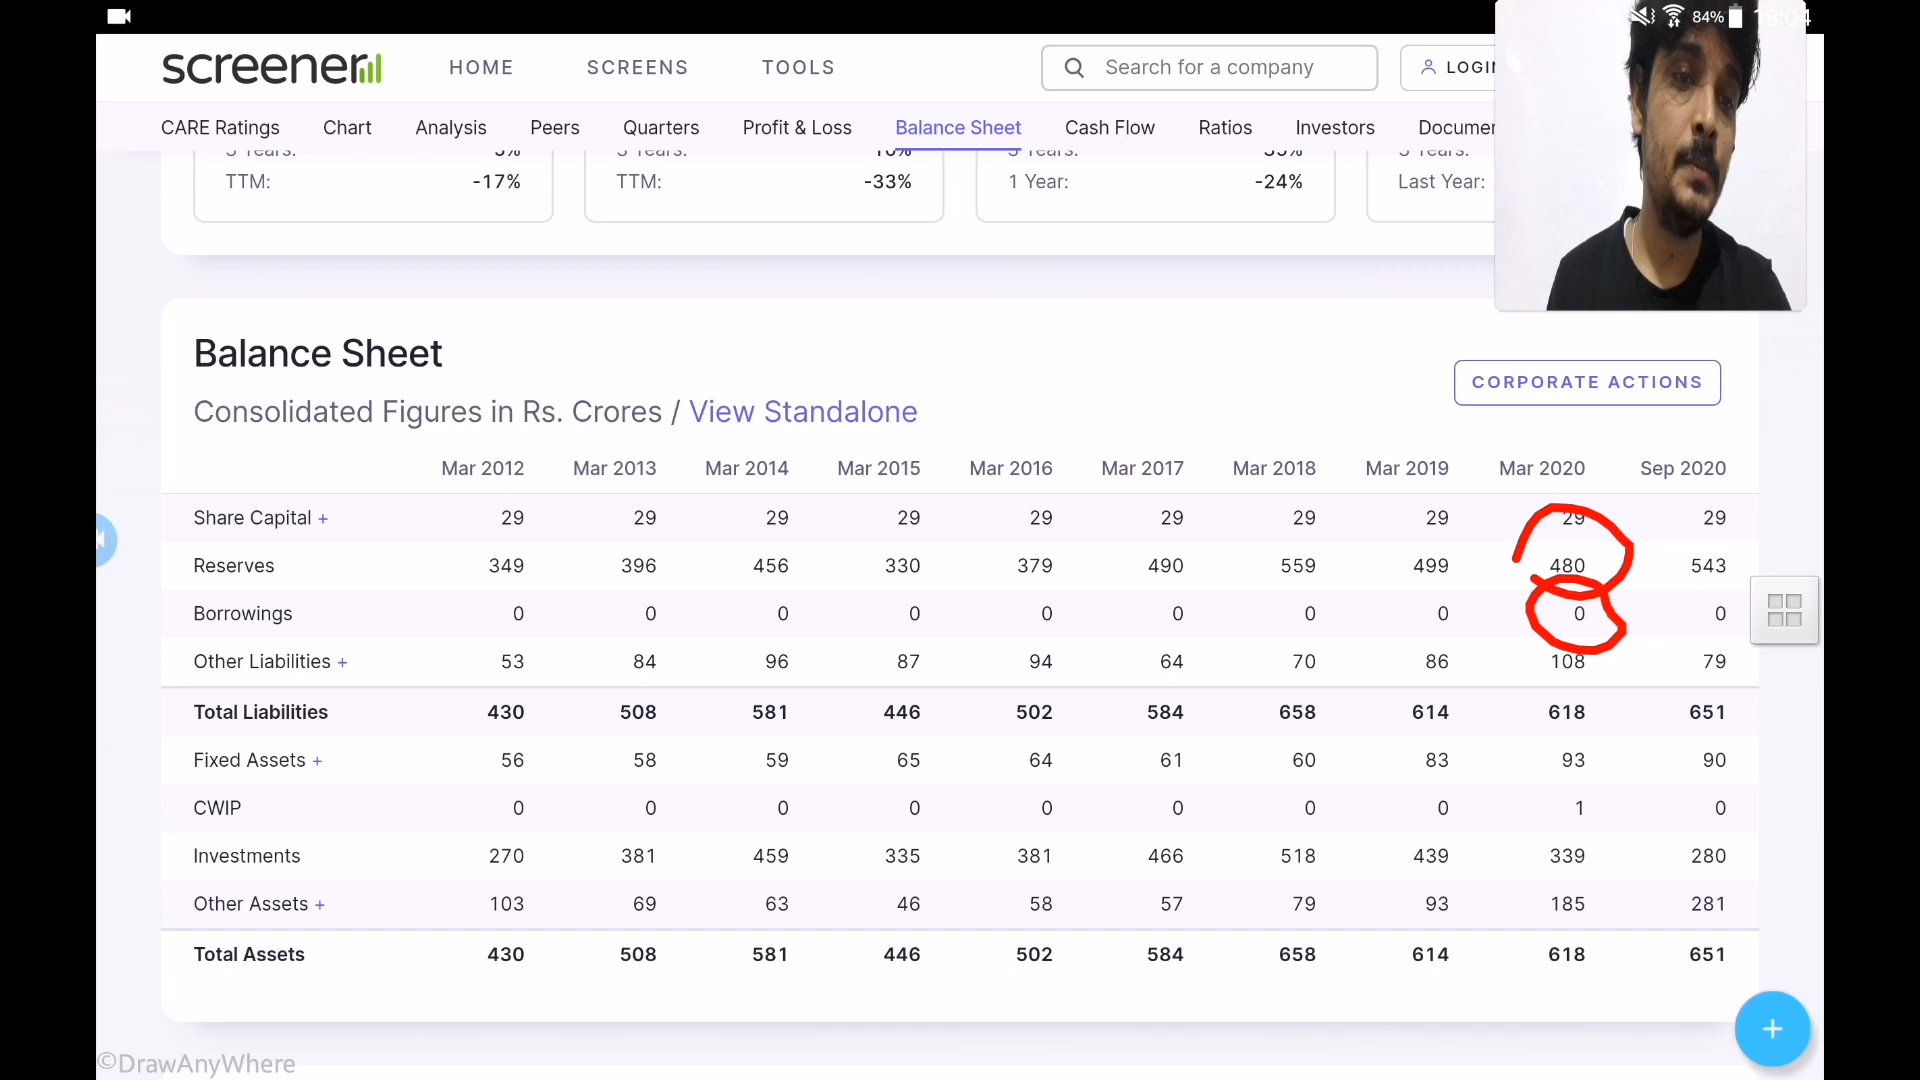 84% 18:04
screener
HOME SCREENS TOOLS Search for a company LOGIN
CARE Ratings Chart Analysis Peers Quarters Profit & Loss Balance Sheet Cash Flow Ratios Investors Documen
TTM: -17% TTM: -33% 1 Year: -24% Last Year:
Balance Sheet
CORPORATE ACTIONS
Consolidated Figures in Rs. Crores / View Standalone
Mar 2012 Mar 2013 Mar 2014 Mar 2015 Mar 2016 Mar 2017 Mar 2018 Mar 2019 Mar 2020 Sep 2020
Share Capital + 29 29 29 29 29 29 29 29 29 29
Reserves 349 396 456 330 379 490 559 499 480 543
Borrowings 0 0 0 0 0 0 0 0 0 0
Other Liabilities + 53 84 96 87 94 64 70 86 108 79
Total Liabilities 430 508 581 446 502 584 658 614 618 651
Fixed Assets + 56 58 59 65 64 61 60 83 93 90
CWIP 0 0 0 0 0 0 0 0 1 0
Investments 270 381 459 335 381 466 518 439 339 280
Other Assets + 103 69 63 46 58 57 79 93 185 281
Total Assets 430 508 581 446 502 584 658 614 618 651
©DrawAnyWhere